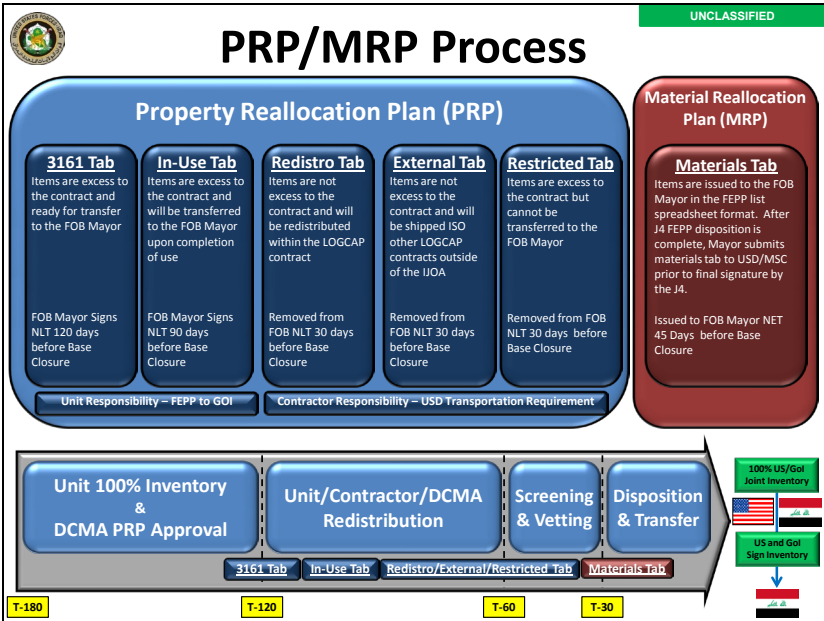 UNCLASSIFIED
UNITED STATES FORCES IRAQ
PRP/MRP Process
Property Reallocation Plan (PRP)
3161 Tab
Items are excess to
the contract and
ready for transfer
to the FOB Mayor
FOB Mayor Signs
NLT 120 days
before Base
Closure
In-Use Tab
Items are excess to
the contract and
will be transferred
to the FOB Mayor
upon completion
of use
FOB Mayor Signs
NLT 90 days
before Base
Closure
Redistro Tab
Items are not
excess to the
contract and will
be redistributed
within the LOGCAP
contract
Removed from
FOB NLT 30 days
before Base
Closure
External Tab
Items are not
excess to the
contract and will
be shipped ISO
other LOGCAP
contracts outside
of the IJOA
Removed from
FOB NLT 30 days
before Base
Closure
Restricted Tab
Items are excess to
the contract but
cannot be
transferred to the
FOB Mayor
Removed from FOB
NLT 30 days before
Base Closure
Unit Responsibility – FEPP to GOI
Contractor Responsibility – USD Transportation Requirement
Material Reallocation
Plan (MRP)
Materials Tab
Items are issued to the FOB
Mayor in the FEPP list
spreadsheet format. After
J4 FEPP disposition is
complete, Mayor submits
materials tab to USD/MSC
prior to final signature by
the J4.
Issued to FOB Mayor NET
45 Days before Base
Closure
Unit 100% Inventory
&
DCMA PRP Approval
Unit/Contractor/DCMA
Redistribution
Screening
& Vetting
Disposition
& Transfer
3161 Tab
In-Use Tab
Redistro/External/Restricted Tab
Materials Tab
T-180
T-120
T-60
T-30
100% US/GoI
Joint Inventory
US and GoI
Sign Inventory